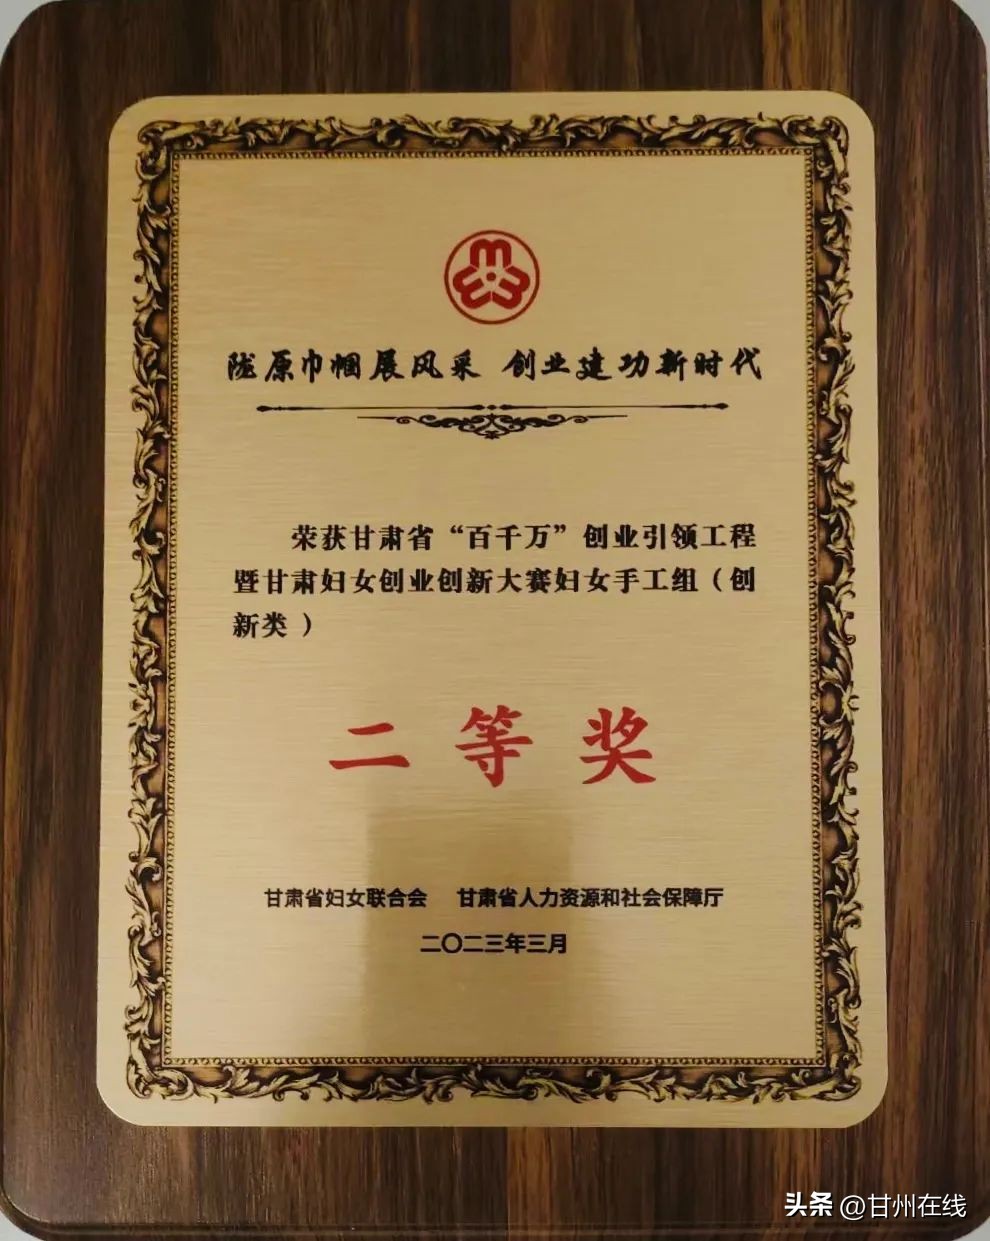 陇原巾帼展风采 创业建功新时代
荣获甘肃省“百千万”创业引领工程
暨甘肃妇女创业创新大赛妇女手工组（创
新类 ）
二等奖
甘肃省妇女联合会 甘肃省人力资源和社会保障厅
二〇二三年三月
头条 @甘州在线